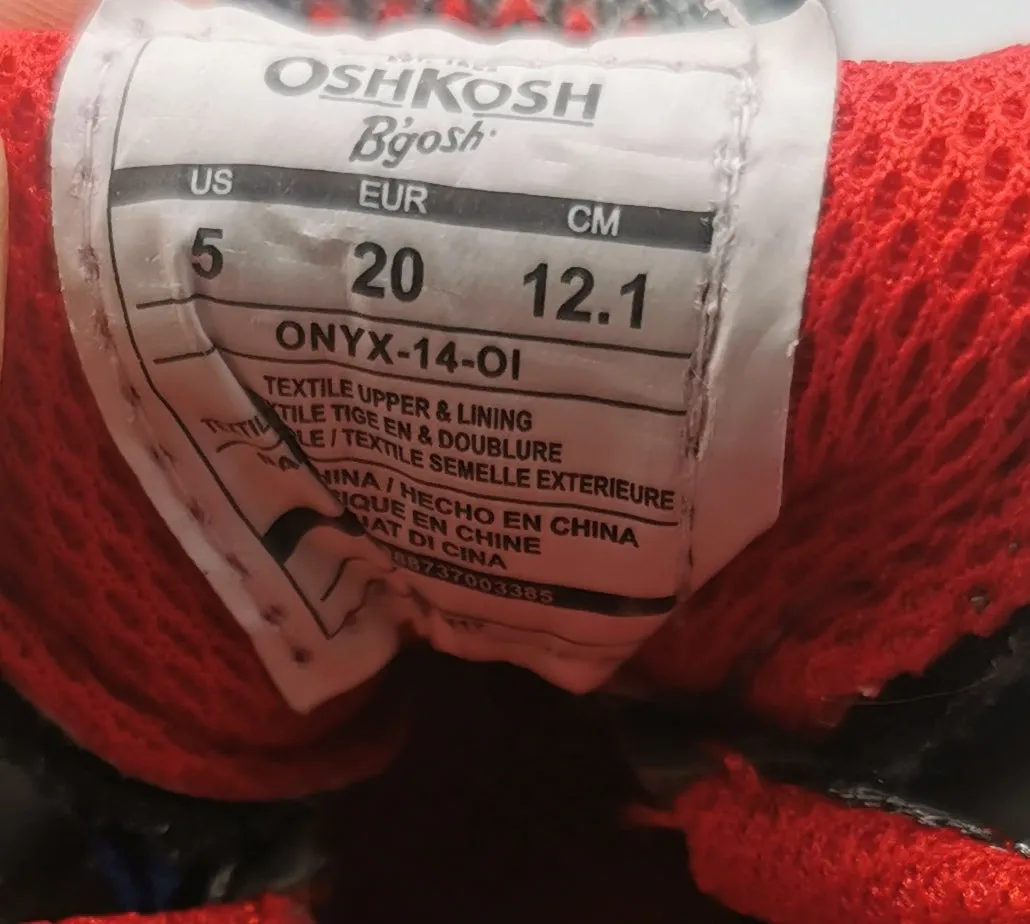 OSHKOSH
B'gosh
US EUR CM
5 20 12.1
ONYX-14-OI
TEXTILE UPPER & LINING
TIGE EN & DOUBLURE
/ TEXTILE SEMELLE EXTERIEURE
/ HECHO EN CHINA
EN CHINE
DI CINA